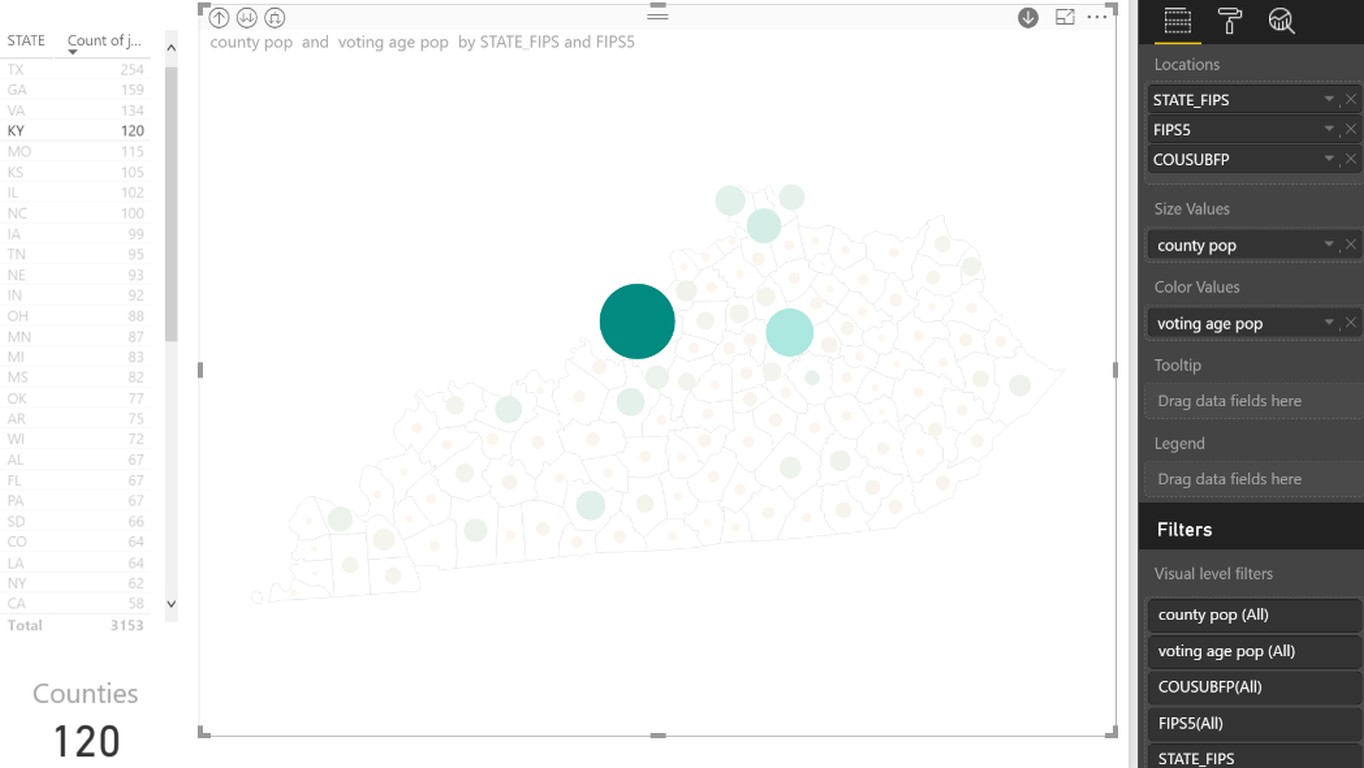 STATE Count of j...
TX 254
GA 159
VA 134
KY 120
MO 115
KS 105
IL 102
NC 100
IA 99
TN 95
NE 93
IN 92
OH 88
MN 87
MI 83
MS 82
OK 77
AR 75
WI 72
AL 67
FL 67
PA 67
SD 66
CO 64
LA 64
NY 62
CA 58
Total 3153
Counties
120
county pop and voting age pop by STATE_FIPS and FIPS5
Locations
STATE_FIPS
FIPS5
COUSUBFP
Size Values
county pop
Color Values
voting age pop
Tooltip
Drag data fields here
Legend
Drag data fields here
Filters
Visual level filters
county pop (All)
voting age pop (All)
COUSUBFP(All)
FIPS5(All)
STATE_FIPS